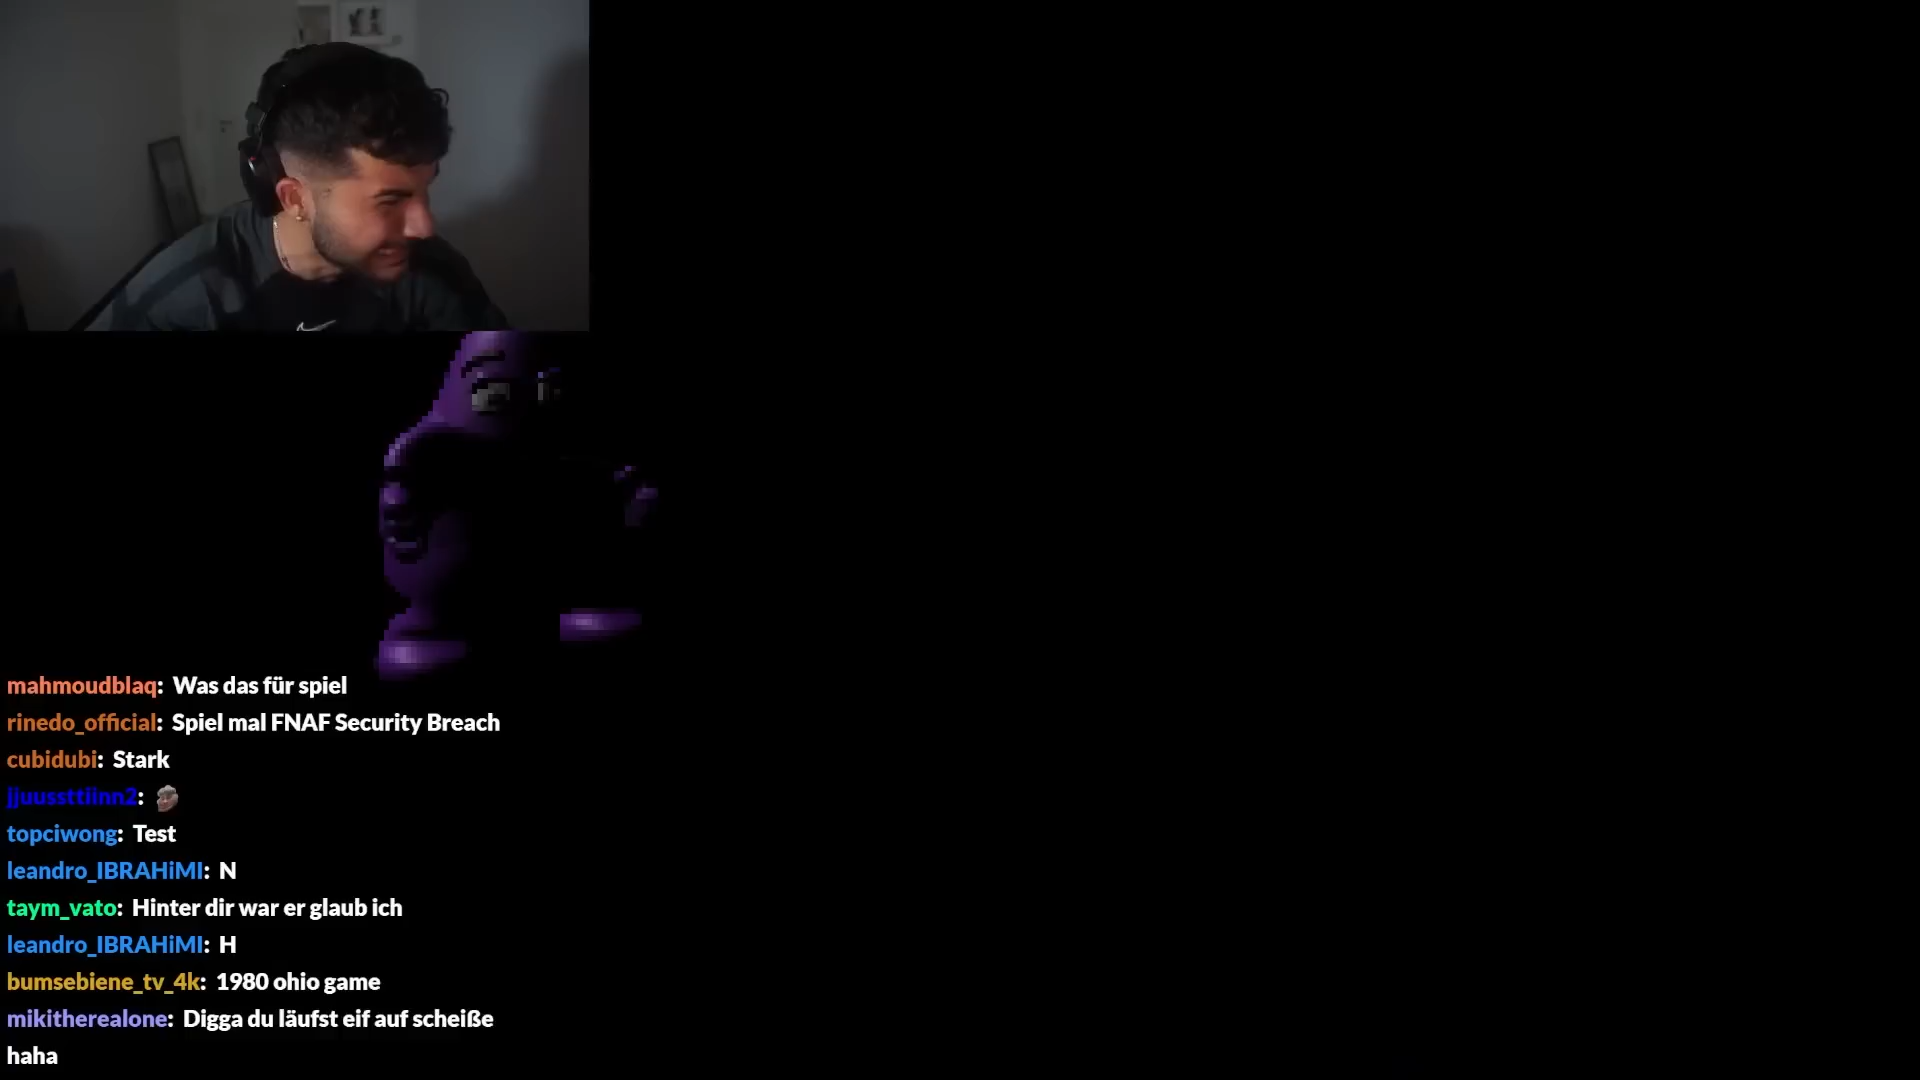 mahmoudblaq: Was das für spiel
rinedo_official: Spiel mal FNAF Security Breach
cubidubi: Stark
jjuussttiinn2:
topciwong: Test
leandro_IBRAHiMI: N
taym_vato: Hinter dir war er glaub ich
leandro_IBRAHiMI: H
bumsebiene_tv_4k: 1980 ohio game
mikitherealone: Digga du läufst eif auf scheiße
haha